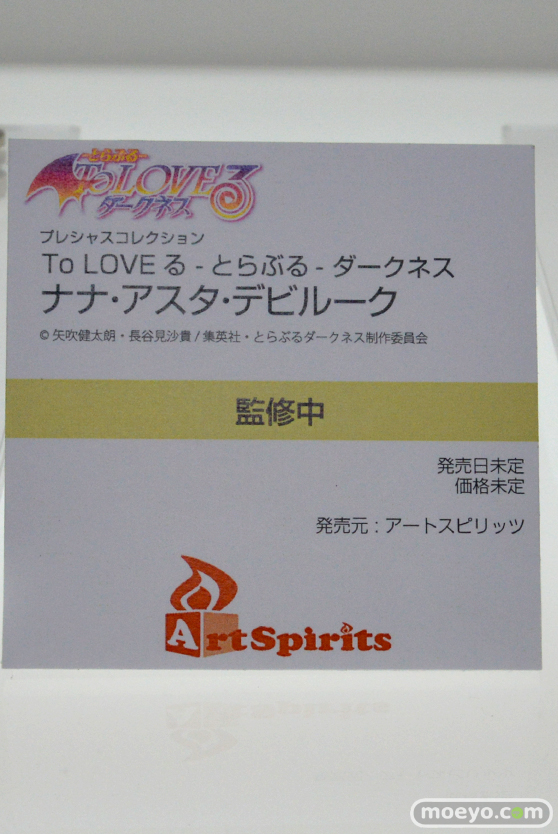 -とらぶる-
To LOVEる
ダークネス
プレシャスコレクション
To LOVE る - とらぶる - ダークネス
ナナ・アスタ・デビルーク
© 矢吹健太朗・長谷見沙貴 / 集英社・とらぶるダークネス制作委員会
監修中
発売日未定
価格未定
発売元 : アートスピリッツ
ArtSpirits
moeyo.com